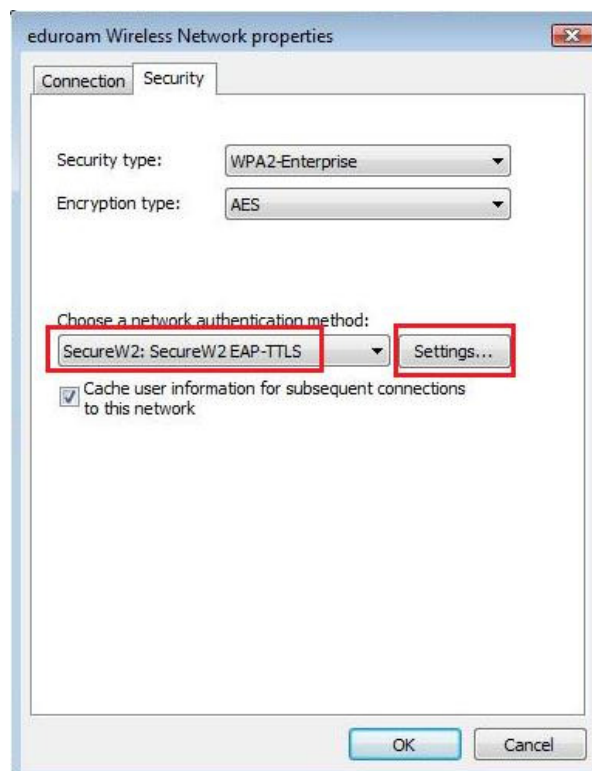 eduroam Wireless Network properties
Connection Security
Security type: WPA2-Enterprise
Encryption type: AES
Choose a network authentication method:
SecureW2: SecureW2 EAP-TTLS Settings...
Cache user information for subsequent connections
to this network
OK Cancel